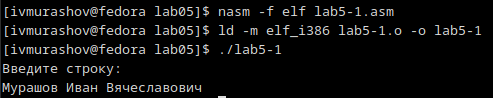 [ivmurashov@fedora lab05]$ nasm -f elf lab5-1.asm
[ivmurashov@fedora lab05]$ ld -m elf_i386 lab5-1.o -o lab5-1
[ivmurashov@fedora lab05]$ ./lab5-1
Введите строку:
Мурашов Иван Вячеславович